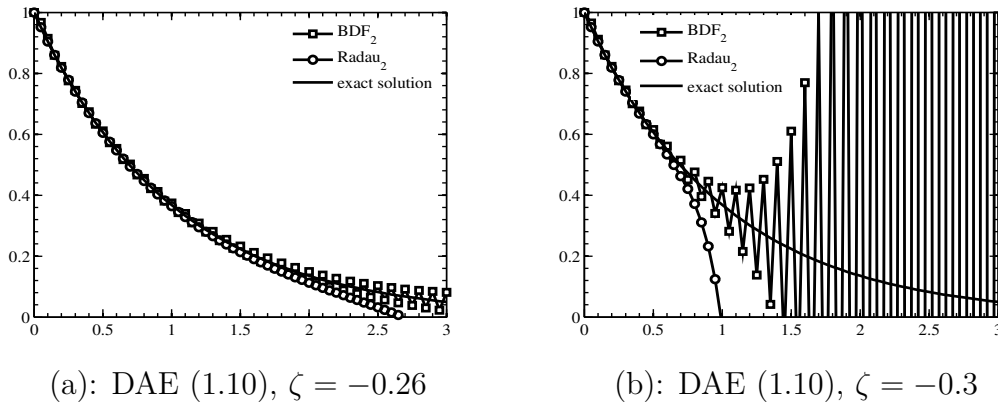 1
0.8
0.6
0.4
0.2
0
0 0.5 1 1.5 2 2.5 3
BDF2
Radau2
exact solution
(a): DAE (1.10), ζ = −0.26
1
0.8
0.6
0.4
0.2
0
0 0.5 1 1.5 2 2.5 3
BDF2
Radau2
exact solution
(b): DAE (1.10), ζ = −0.3